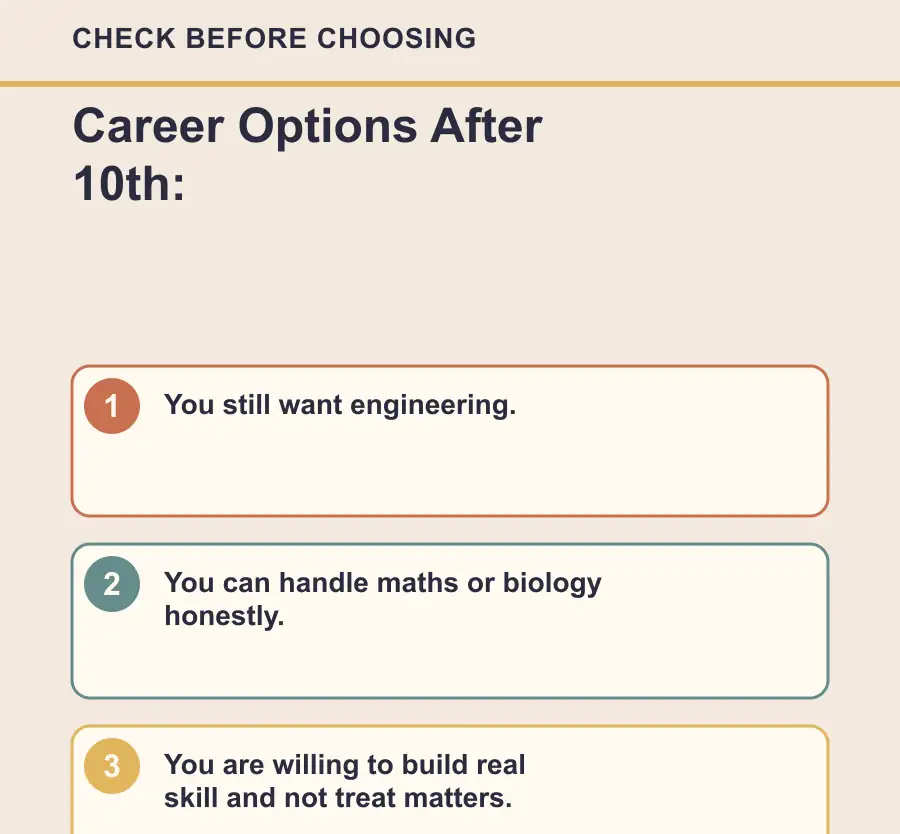 CHECK BEFORE CHOOSING
Career Options After
10th:
1
You still want engineering.
2
You can handle maths or biology
honestly.
3
You are willing to build real
skill and not treat matters.